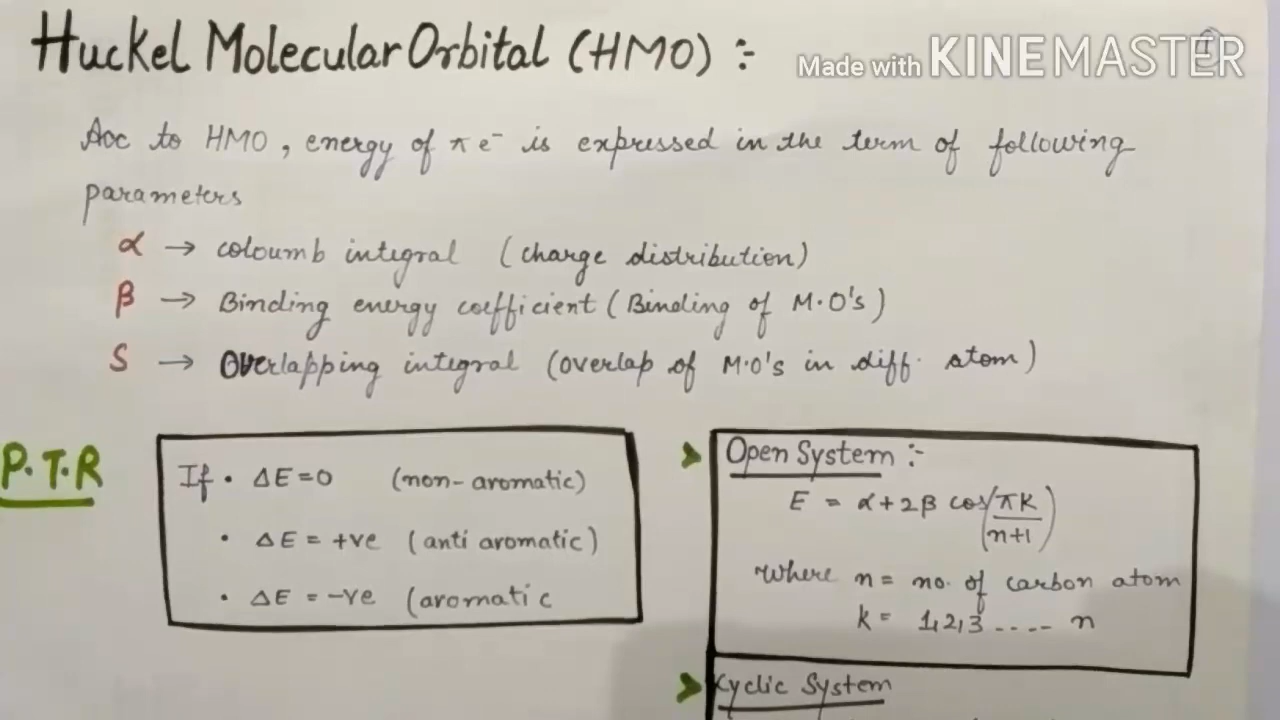 Huckel Molecular Orbital (HMO) :-
Made with KINEMASTER
Acc to HMO, energy of π e⁻ is expressed in the term of following
parameters
α → coloumb integral (charge distribution)
β → Binding energy coefficient (Binding of M.O's)
S → Overlapping integral (overlap of M.O's in diff. atom)
P.T.R
If • ΔE = 0 (non-aromatic)
• ΔE = +ve (anti aromatic)
• ΔE = -ve (aromatic
Open System :-
E = α + 2β cos(πK/n+1)
where n = no. of carbon atom
k = 1,2,3 .... n
Cyclic System